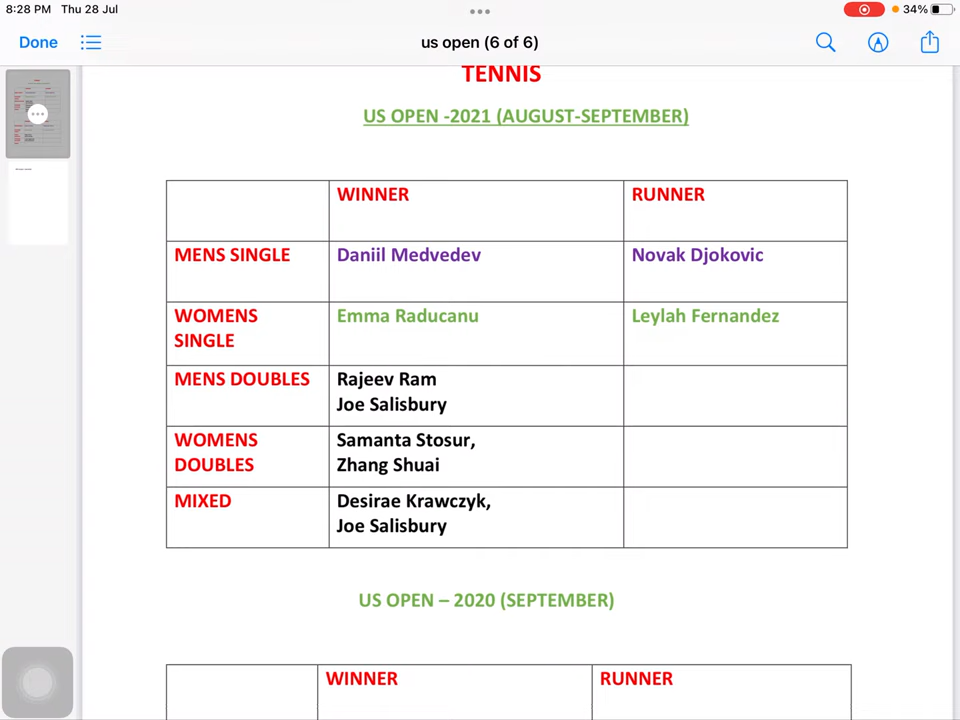 8:28 PM Thu 28 Jul
34%
Done
us open (6 of 6)
TENNIS
US OPEN -2021 (AUGUST-SEPTEMBER)
WINNER RUNNER
MENS SINGLE Daniil Medvedev Novak Djokovic
WOMENS SINGLE Emma Raducanu Leylah Fernandez
MENS DOUBLES Rajeev Ram
Joe Salisbury
WOMENS DOUBLES Samanta Stosur,
Zhang Shuai
MIXED Desirae Krawczyk,
Joe Salisbury
US OPEN – 2020 (SEPTEMBER)
WINNER RUNNER